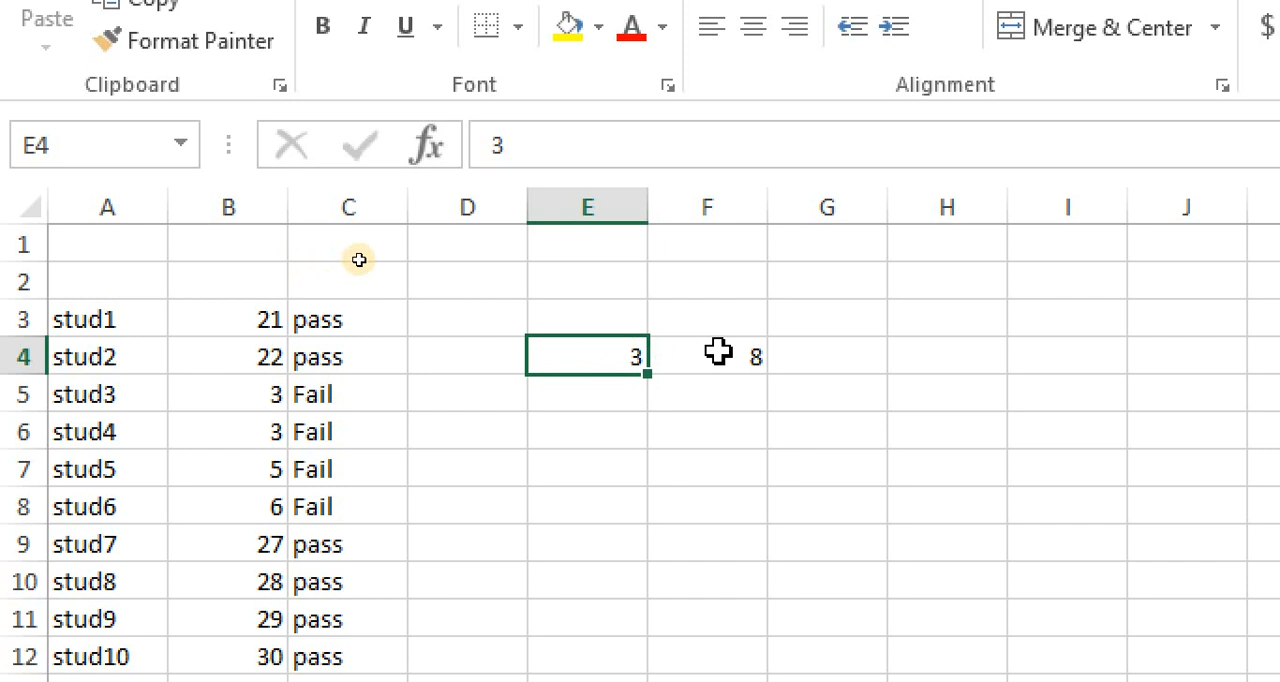 Copy
Paste
Format Painter
B I U A
Merge & Center $
Clipboard Font Alignment
E4 fx 3
A B C D E F G H I J
1
2
3 stud1 21 pass
4 stud2 22 pass 3 8
5 stud3 3 Fail
6 stud4 3 Fail
7 stud5 5 Fail
8 stud6 6 Fail
9 stud7 27 pass
10 stud8 28 pass
11 stud9 29 pass
12 stud10 30 pass